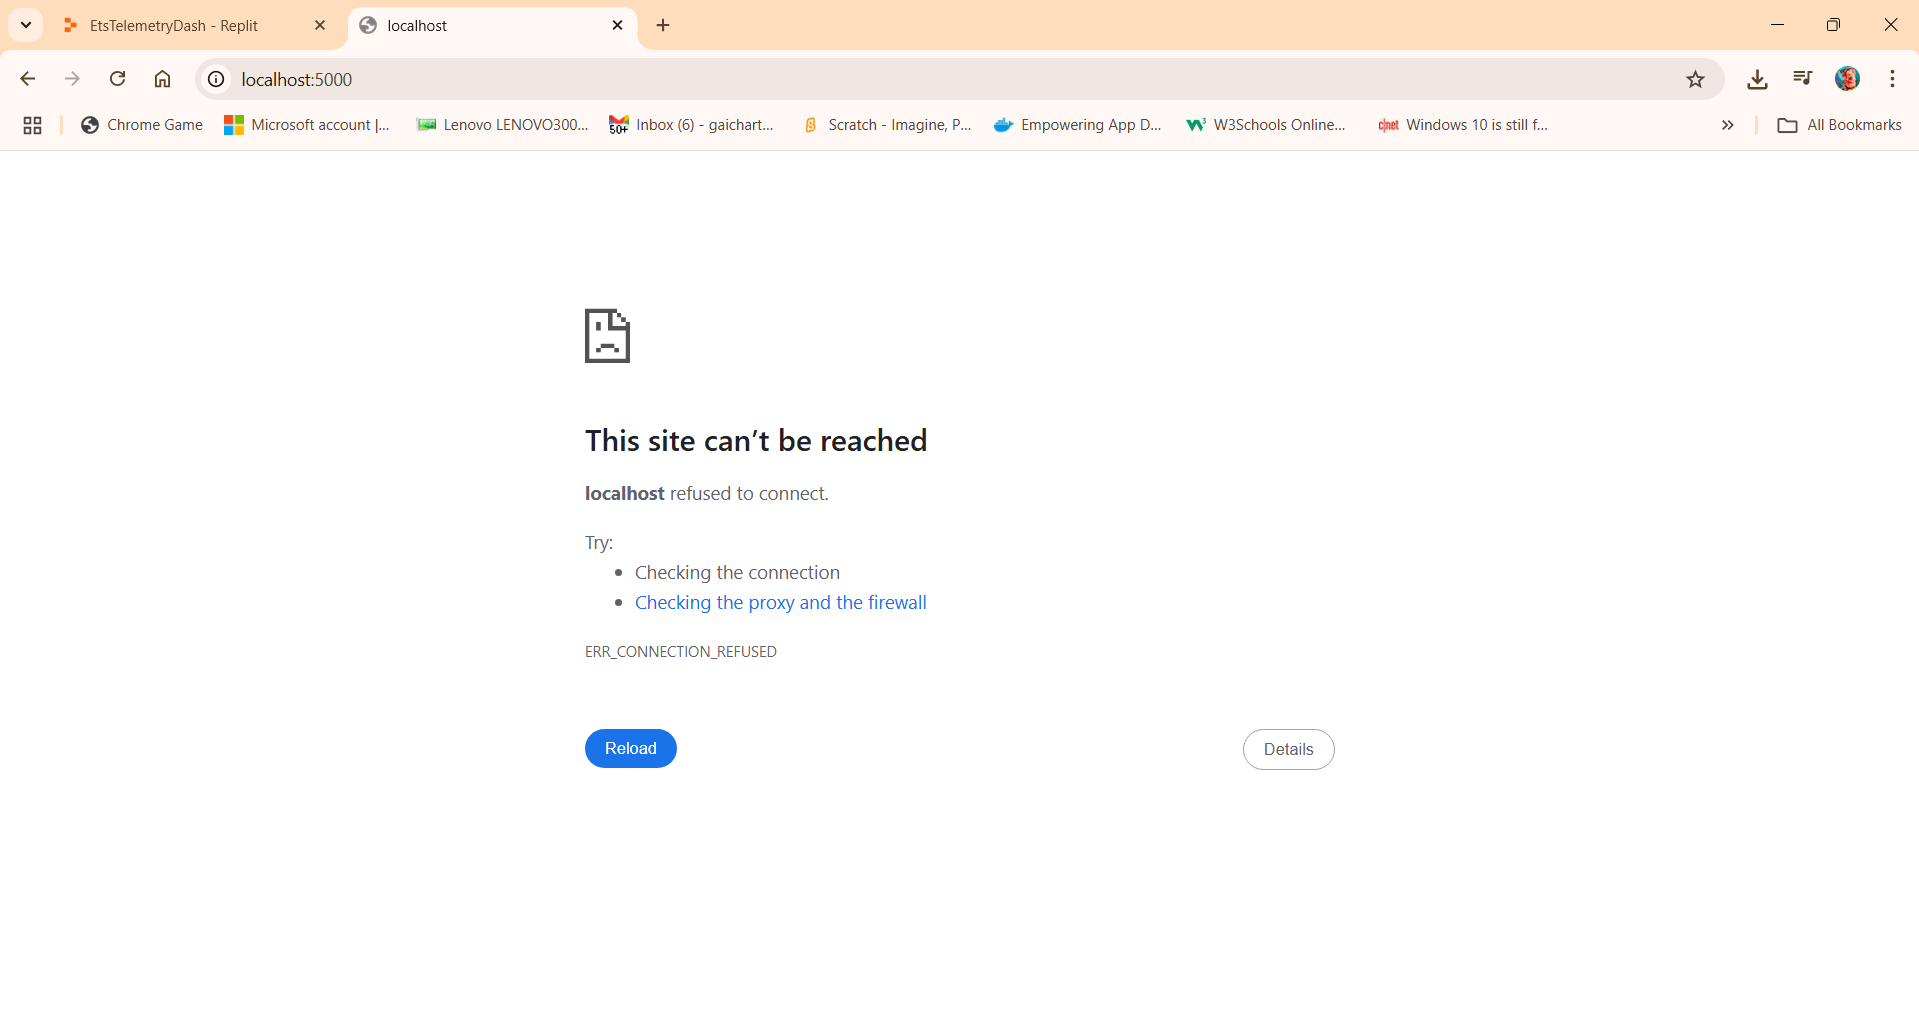 EtsTelemetryDash - Replit
localhost
localhost:5000
Chrome Game
Microsoft account |...
Lenovo LENOVO300...
50+ Inbox (6) - gaichart...
Scratch - Imagine, P...
Empowering App D...
W3Schools Online...
c|net Windows 10 is still f...
All Bookmarks
This site can’t be reached
localhost refused to connect.
Try:
Checking the connection
Checking the proxy and the firewall
ERR_CONNECTION_REFUSED
Reload
Details